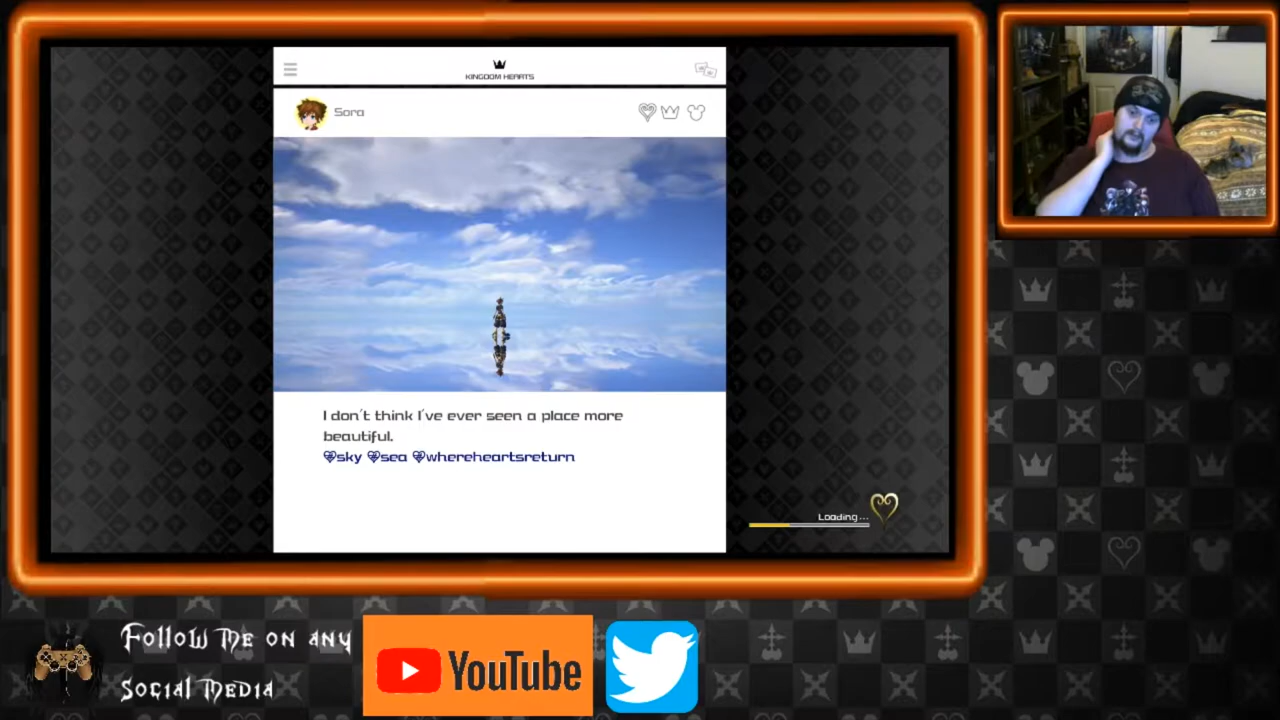 KINGDOM HEARTS
Sora
I don't think I've ever seen a place more
beautiful.
sky sea whereheartsreturn
Loading...
Follow Me on any
Social Media
YouTube